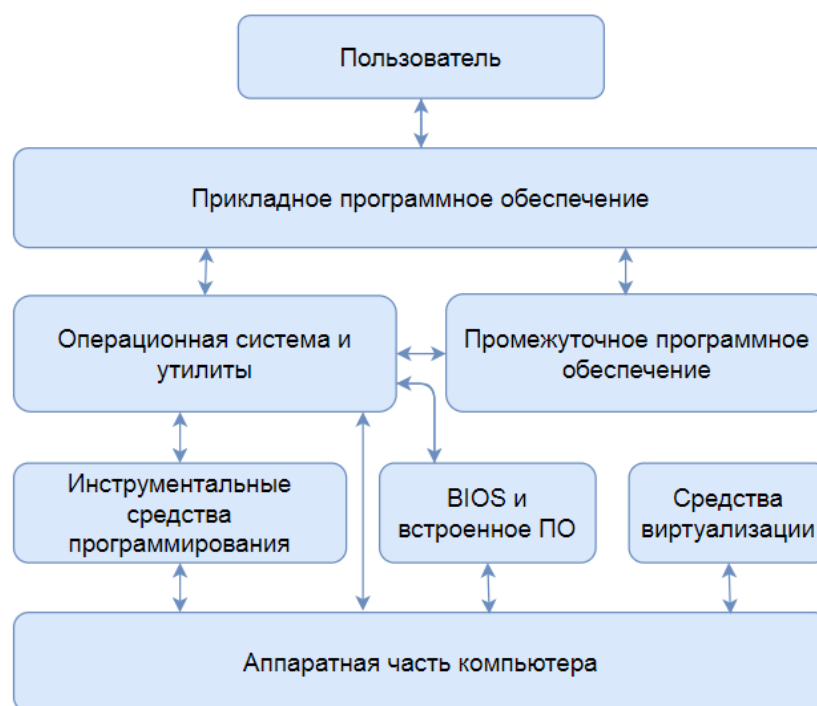 Пользователь
Прикладное программное обеспечение
Операционная система и
утилиты
Промежуточное программное
обеспечение
Инструментальные
средства
программирования
BIOS и
встроенное ПО
Средства
виртуализации
Аппаратная часть компьютера